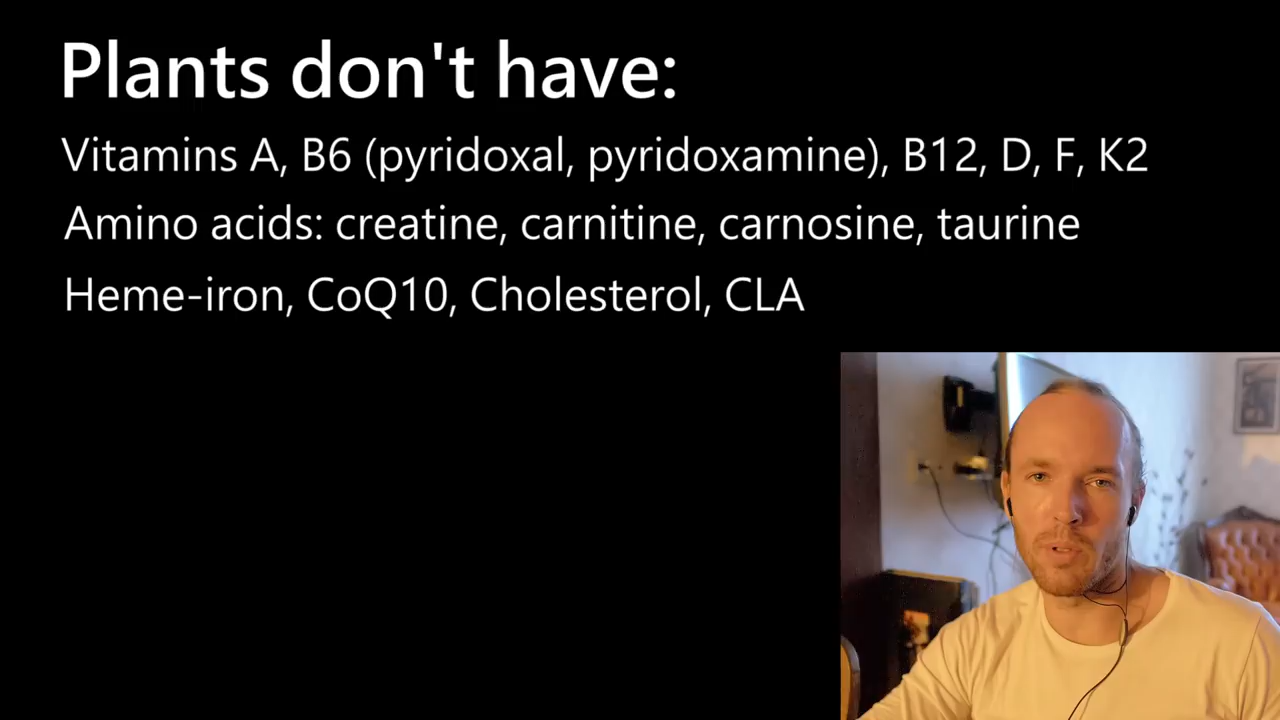 Plants don't have:
Vitamins A, B6 (pyridoxal, pyridoxamine), B12, D, F, K2
Amino acids: creatine, carnitine, carnosine, taurine
Heme-iron, CoQ10, Cholesterol, CLA